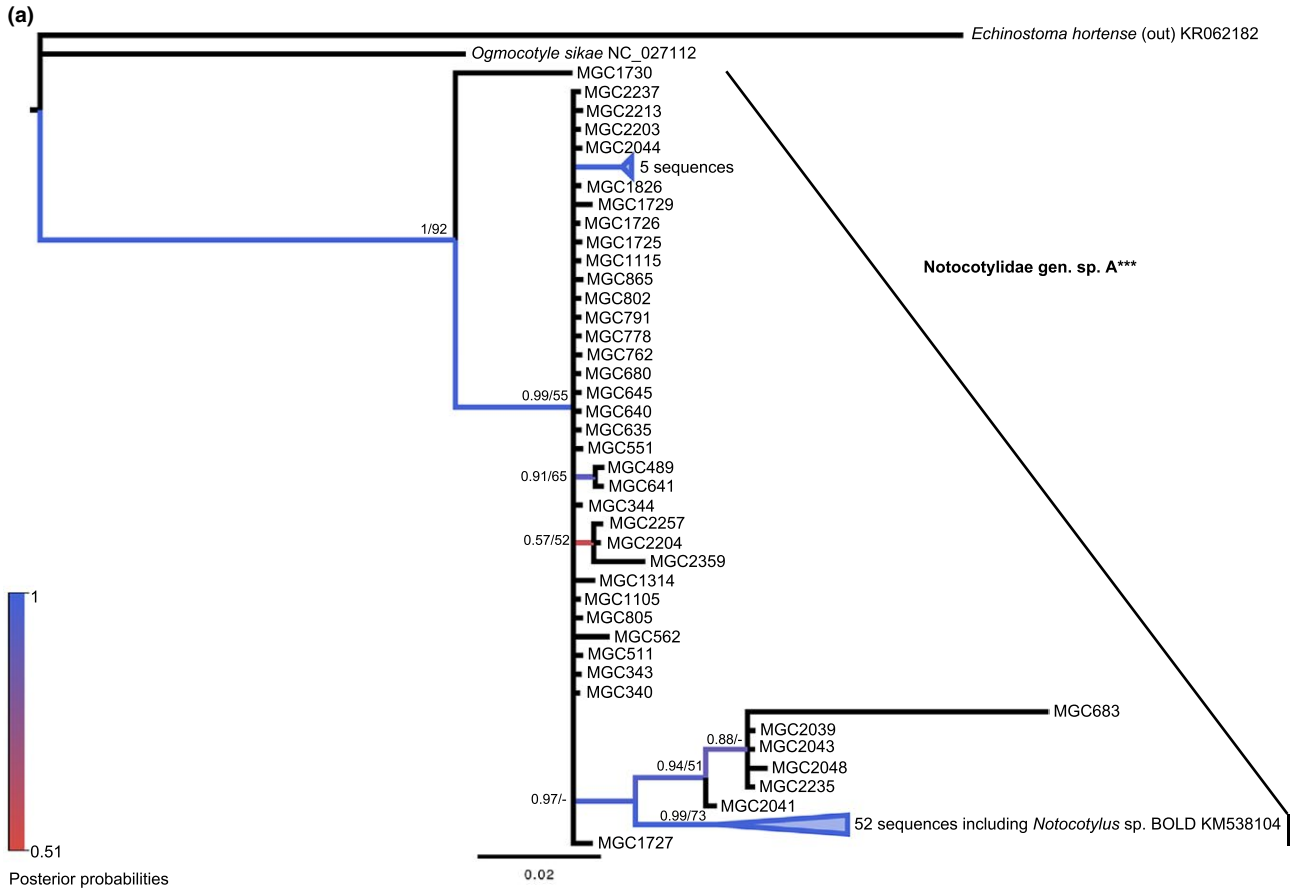 (a)
Echinostoma hortense (out) KR062182
Ogmocotyle sikae NC_027112
MGC1730
MGC2237
MGC2213
MGC2203
MGC2044
5 sequences
MGC1826
MGC1729
MGC1726
1/92
MGC1725
MGC1115
Notocotylidae gen. sp. A***
MGC865
MGC802
MGC791
MGC778
MGC762
MGC680
MGC645
0.99/55
MGC640
MGC635
MGC551
MGC489
0.91/65
MGC641
MGC344
MGC2257
0.57/52
MGC2204
MGC2359
MGC1314
1
MGC1105
MGC805
MGC562
MGC511
MGC343
MGC340
MGC683
MGC2039
0.88/-
MGC2043
0.94/51
MGC2048
MGC2235
0.97/-
MGC2041
0.99/73
52 sequences including Notocotylus sp. BOLD KM538104
MGC1727
0.51
0.02
Posterior probabilities